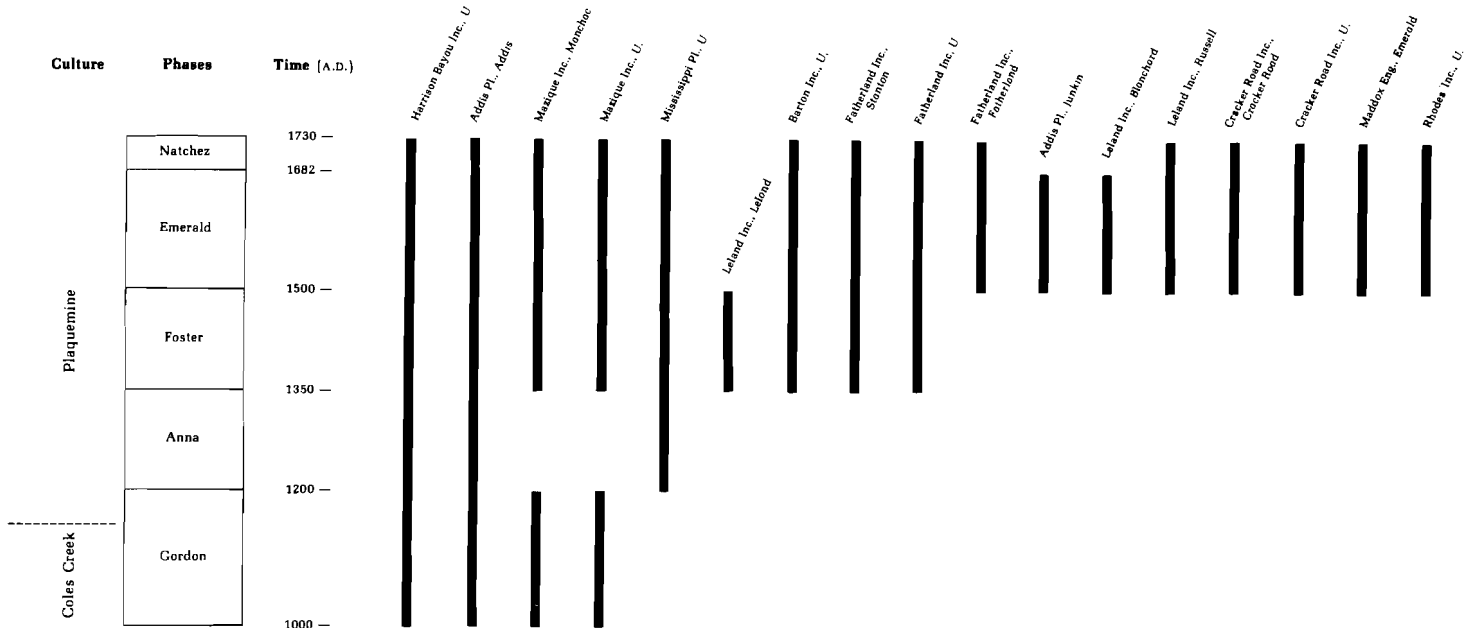 Culture
Phases
Time (A.D.)
Harrison Bayou Inc., U
Addis Pl., Addis
Mazique Inc., Manchac
Mazique Inc., U.
Mississippi Pl., U
Leland Inc., Leland
Barton Inc., U.
Fatherland Inc.,
Stanton
Fatherland Inc., U
Fatherland Inc.,
Fatherland
Addis Pl., Junkin
Leland Inc., Blanchard
Leland Inc., Russell
Cracker Road Inc.,
Cracker Road
Cracker Road Inc., U.
Maddox Eng., Emerald
Rhodes Inc., U.
1730
Natchez
1682
Emerald
1500
Plaquemine
Foster
1350
Anna
1200
Coles Creek
Gordon
1000